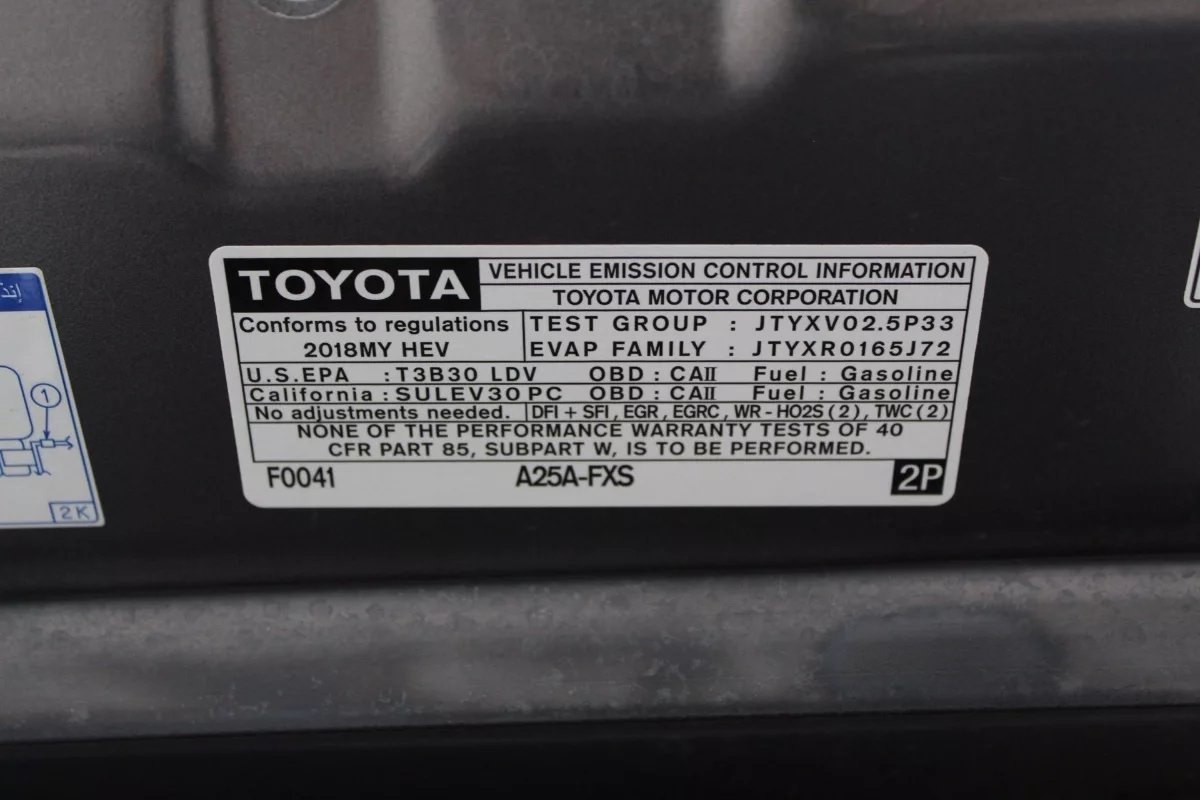 TOYOTA
VEHICLE EMISSION CONTROL INFORMATION
TOYOTA MOTOR CORPORATION
Conforms to regulations
2018MY HEV
TEST GROUP : JTYXV02.5P33
EVAP FAMILY : JTYXR0165J72
U.S.EPA :T3B30 LDV OBD : CAII Fuel : Gasoline
California :SULEV30 PC OBD : CAII Fuel : Gasoline
No adjustments needed. DFI + SFI, EGR, EGRC, WR - HO2S (2), TWC (2)
NONE OF THE PERFORMANCE WARRANTY TESTS OF 40
CFR PART 85, SUBPART W, IS TO BE PERFORMED.
F0041 A25A-FXS 2P
1
2K